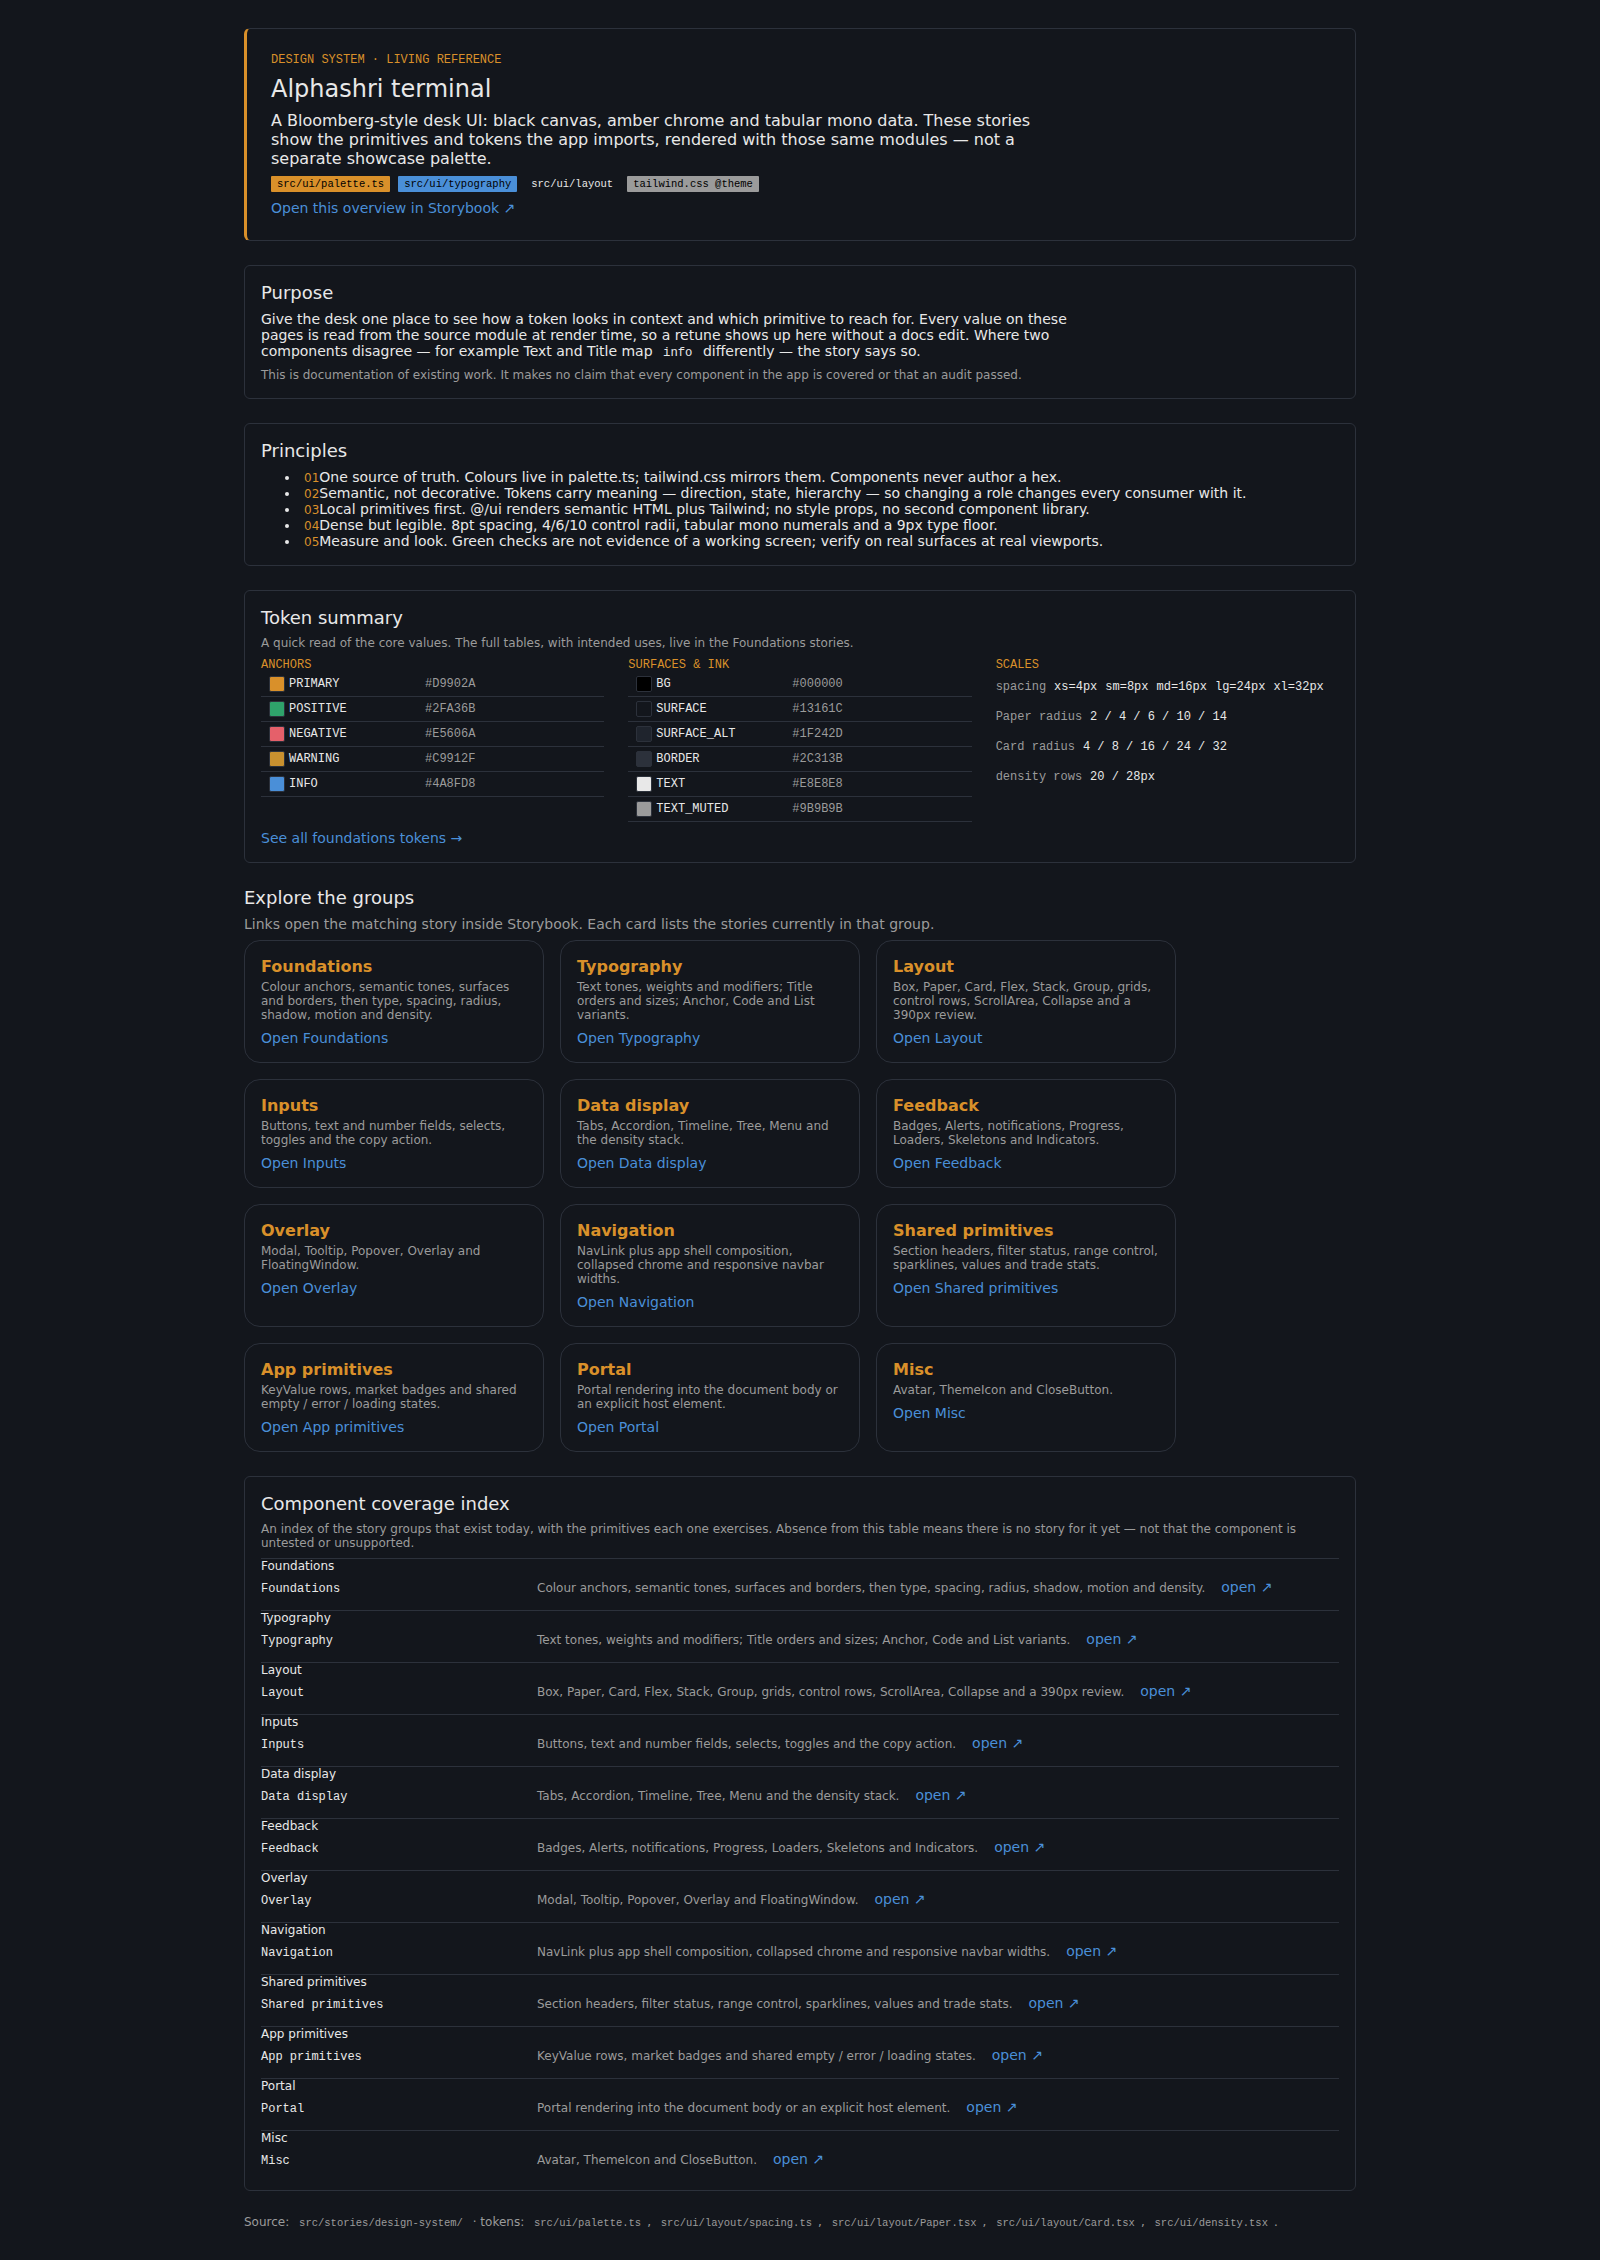 DESIGN SYSTEM · LIVING REFERENCE
Alphashri terminal
A Bloomberg-style desk UI: black canvas, amber chrome and tabular mono data. These stories
show the primitives and tokens the app imports, rendered with those same modules — not a
separate showcase palette.
src/ui/palette.ts src/ui/typography src/ui/layout tailwind.css @theme
Open this overview in Storybook ↗
Purpose
Give the desk one place to see how a token looks in context and which primitive to reach for. Every value on these
pages is read from the source module at render time, so a retune shows up here without a docs edit. Where two
components disagree — for example Text and Title map info differently — the story says so.
This is documentation of existing work. It makes no claim that every component in the app is covered or that an audit passed.
Principles
• 01One source of truth. Colours live in palette.ts; tailwind.css mirrors them. Components never author a hex.
• 02Semantic, not decorative. Tokens carry meaning — direction, state, hierarchy — so changing a role changes every consumer with it.
• 03Local primitives first. @/ui renders semantic HTML plus Tailwind; no style props, no second component library.
• 04Dense but legible. 8pt spacing, 4/6/10 control radii, tabular mono numerals and a 9px type floor.
• 05Measure and look. Green checks are not evidence of a working screen; verify on real surfaces at real viewports.
Token summary
A quick read of the core values. The full tables, with intended uses, live in the Foundations stories.
ANCHORS
PRIMARY #D9902A
POSITIVE #2FA36B
NEGATIVE #E5606A
WARNING #C9912F
INFO #4A8FD8
SURFACES & INK
BG #000000
SURFACE #13161C
SURFACE_ALT #1F242D
BORDER #2C313B
TEXT #E8E8E8
TEXT_MUTED #9B9B9B
SCALES
spacing xs=4px sm=8px md=16px lg=24px xl=32px
Paper radius 2 / 4 / 6 / 10 / 14
Card radius 4 / 8 / 16 / 24 / 32
density rows 20 / 28px
See all foundations tokens →
Explore the groups
Links open the matching story inside Storybook. Each card lists the stories currently in that group.
Foundations
Colour anchors, semantic tones, surfaces
and borders, then type, spacing, radius,
shadow, motion and density.
Open Foundations
Typography
Text tones, weights and modifiers; Title
orders and sizes; Anchor, Code and List
variants.
Open Typography
Layout
Box, Paper, Card, Flex, Stack, Group, grids,
control rows, ScrollArea, Collapse and a
390px review.
Open Layout
Inputs
Buttons, text and number fields, selects,
toggles and the copy action.
Open Inputs
Data display
Tabs, Accordion, Timeline, Tree, Menu and
the density stack.
Open Data display
Feedback
Badges, Alerts, notifications, Progress,
Loaders, Skeletons and Indicators.
Open Feedback
Overlay
Modal, Tooltip, Popover, Overlay and
FloatingWindow.
Open Overlay
Navigation
NavLink plus app shell composition,
collapsed chrome and responsive navbar
widths.
Open Navigation
Shared primitives
Section headers, filter status, range control,
sparklines, values and trade stats.
Open Shared primitives
App primitives
KeyValue rows, market badges and shared
empty / error / loading states.
Open App primitives
Portal
Portal rendering into the document body or
an explicit host element.
Open Portal
Misc
Avatar, ThemeIcon and CloseButton.
Open Misc
Component coverage index
An index of the story groups that exist today, with the primitives each one exercises. Absence from this table means there is no story for it yet — not that the component is
untested or unsupported.
Foundations
Foundations Colour anchors, semantic tones, surfaces and borders, then type, spacing, radius, shadow, motion and density. open ↗
Typography
Typography Text tones, weights and modifiers; Title orders and sizes; Anchor, Code and List variants. open ↗
Layout
Layout Box, Paper, Card, Flex, Stack, Group, grids, control rows, ScrollArea, Collapse and a 390px review. open ↗
Inputs
Inputs Buttons, text and number fields, selects, toggles and the copy action. open ↗
Data display
Data display Tabs, Accordion, Timeline, Tree, Menu and the density stack. open ↗
Feedback
Feedback Badges, Alerts, notifications, Progress, Loaders, Skeletons and Indicators. open ↗
Overlay
Overlay Modal, Tooltip, Popover, Overlay and FloatingWindow. open ↗
Navigation
Navigation NavLink plus app shell composition, collapsed chrome and responsive navbar widths. open ↗
Shared primitives
Shared primitives Section headers, filter status, range control, sparklines, values and trade stats. open ↗
App primitives
App primitives KeyValue rows, market badges and shared empty / error / loading states. open ↗
Portal
Portal Portal rendering into the document body or an explicit host element. open ↗
Misc
Misc Avatar, ThemeIcon and CloseButton. open ↗
Source: src/stories/design-system/ · tokens: src/ui/palette.ts , src/ui/layout/spacing.ts , src/ui/layout/Paper.tsx , src/ui/layout/Card.tsx , src/ui/density.tsx .